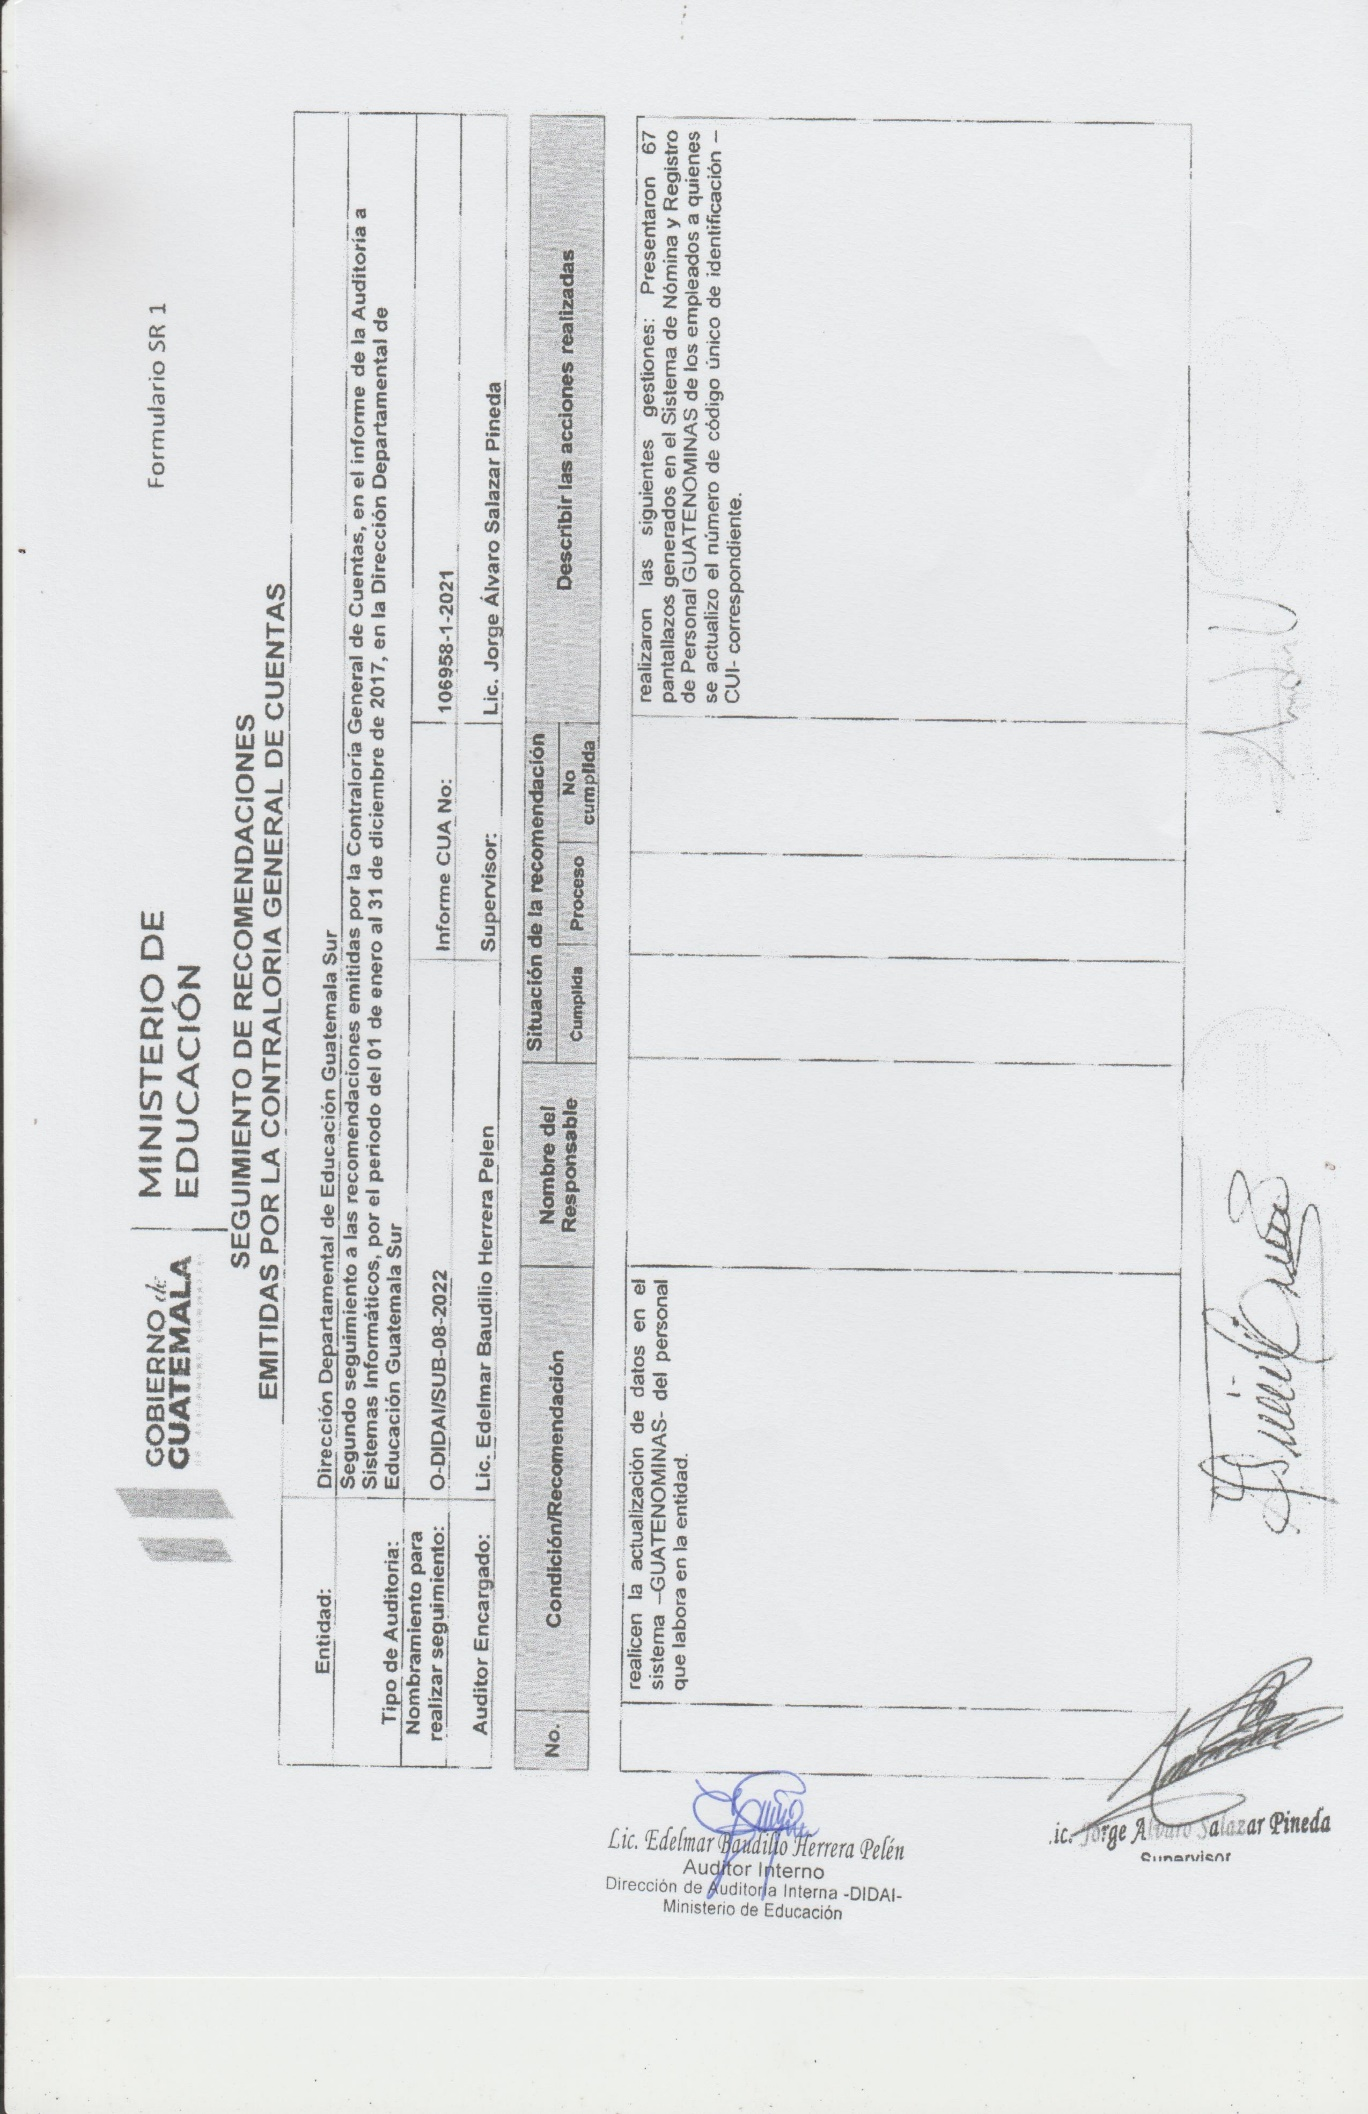 GOBIERNO de
GUATEMALA
MINISTERIO DE
EDUCACIÓN
Formulario SR 1
SEGUIMIENTO DE RECOMENDACIONES
EMITIDAS POR LA CONTRALORIA GENERAL DE CUENTAS
Entidad: Dirección Departamental de Educación Guatemala Sur
Tipo de Auditoria: Segundo seguimiento a las recomendaciones emitidas por la Contraloría General de Cuentas, en el informe de la Auditoría a
Sistemas Informáticos, por el periodo del 01 de enero al 31 de diciembre de 2017, en la Dirección Departamental de
Educación Guatemala Sur
Nombramiento para
realizar seguimiento: O-DIDAI/SUB-08-2022 Informe CUA No: 106958-1-2021
Auditor Encargado: Lic. Edelmar Baudilio Herrera Pelen Supervisor: Lic. Jorge Álvaro Salazar Pineda
No. Condición/Recomendación
Nombre del
Responsable
Situación de la recomendación
Cumplida Proceso No
cumplida
Describir las acciones realizadas
realicen la actualización de datos en el
sistema –GUATENOMINAS- del personal
que labora en la entidad.
realizaron las siguientes gestiones: Presentaron 67
pantallazos generados en el Sistema de Nómina y Registro
de Personal GUATENOMINAS de los empleados a quienes
se actualizo el número de código único de identificación –
CUI- correspondiente.
Lic. Edelmar Baudilio Herrera Pelén
Auditor Interno
Dirección de Auditoría Interna -DIDAI-
Ministerio de Educación
ic. Jorge Alvaro Salazar Pineda
Supervisor